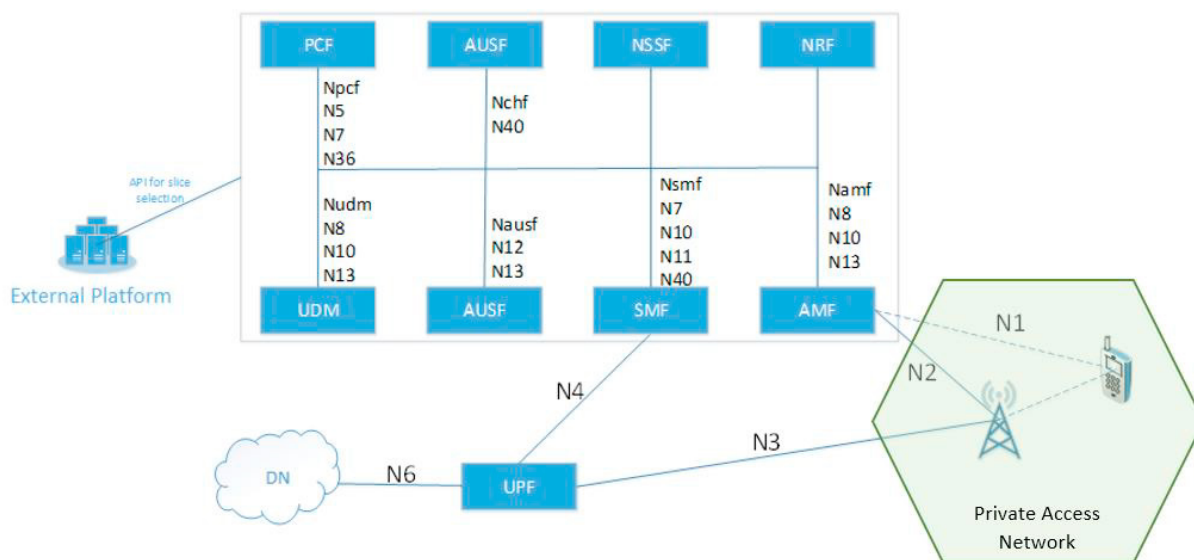 PCF
AUSF
NSSF
NRF
Npcf
N5
N7
N36
Nchf
N40
API for slice
selection
Nudm
N8
N10
N13
Nausf
N12
N13
Nsmf
N7
N10
N11
N40
Namf
N8
N10
N13
External Platform
UDM
AUSF
SMF
AMF
N1
N2
N4
N3
DN
N6
UPF
Private Access
Network